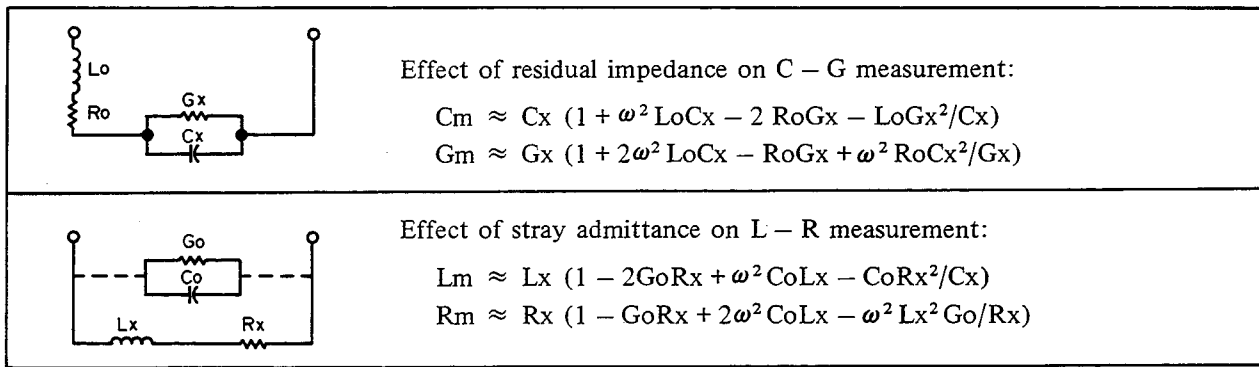 Lo
Ro
Gx
Cx
Effect of residual impedance on C – G measurement:
Cm ≈ Cx (1 + ω² LoCx – 2 RoGx – LoGx²/Cx)
Gm ≈ Gx (1 + 2ω² LoCx – RoGx + ω² RoCx²/Gx)
Go
Co
Lx
Rx
Effect of stray admittance on L – R measurement:
Lm ≈ Lx (1 – 2GoRx + ω² CoLx – CoRx²/Cx)
Rm ≈ Rx (1 – GoRx + 2ω² CoLx – ω² Lx² Go/Rx)